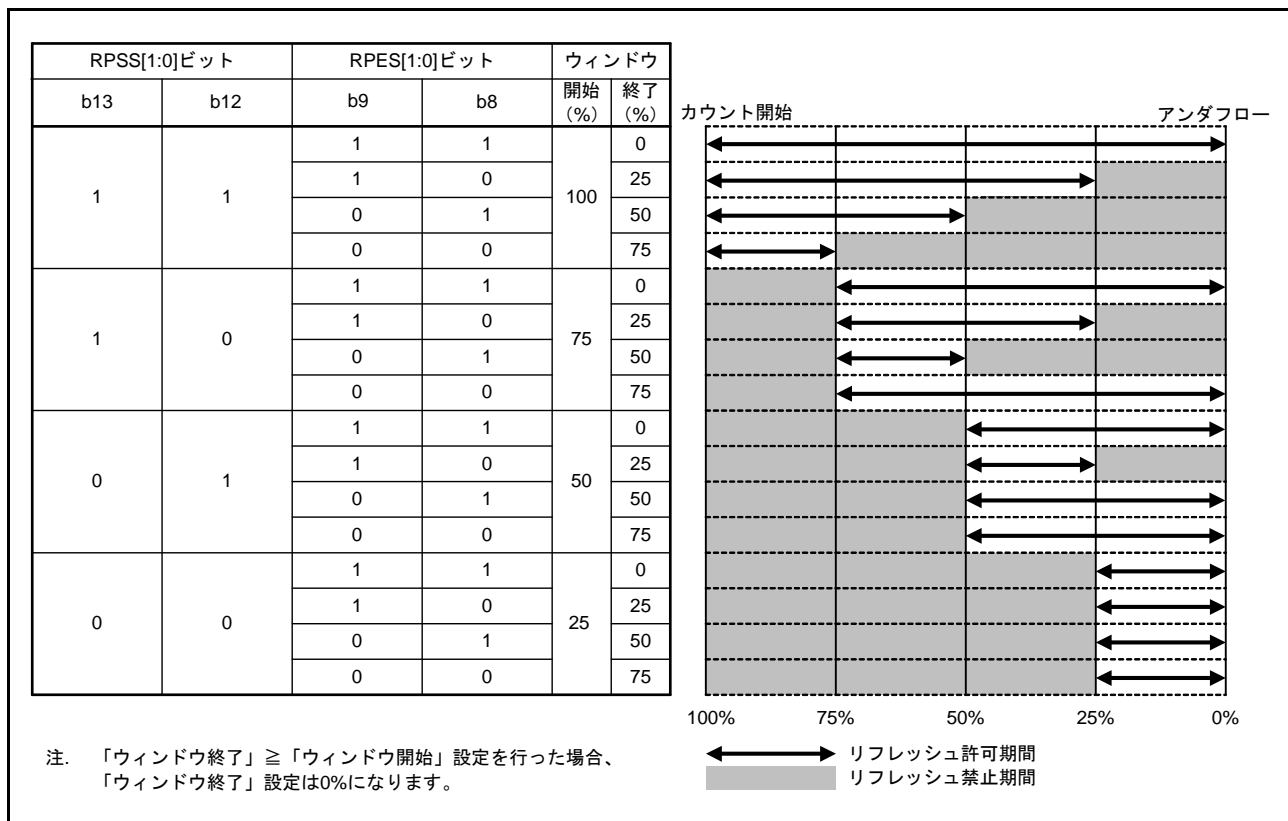 RPSS[1:0]ビット RPES[1:0]ビット ウィンドウ
b13 b12 b9 b8 開始(%) 終了(%)
1 1 1 1 100 0
1 0 25
0 1 50
0 0 75
1 0 1 1 75 0
1 0 25
0 1 50
0 0 75
0 1 1 1 50 0
1 0 25
0 1 50
0 0 75
0 0 1 1 25 0
1 0 25
0 1 50
0 0 75
カウント開始 アンダフロー
100% 75% 50% 25% 0%
注. 「ウィンドウ終了」≧「ウィンドウ開始」設定を行った場合、
「ウィンドウ終了」設定は0%になります。
リフレッシュ許可期間
リフレッシュ禁止期間